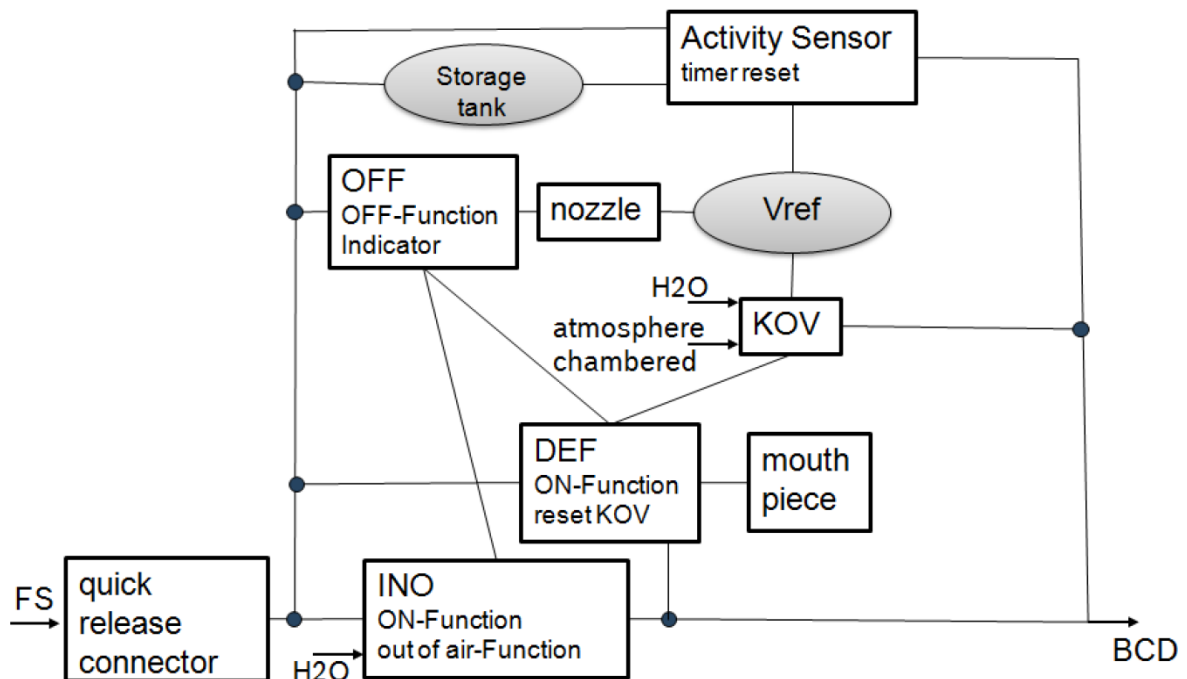 Activity Sensor
timer reset
Storage
tank
OFF
OFF-Function
Indicator
nozzle
Vref
H2O
KOV
atmosphere
chambered
DEF
ON-Function
reset KOV
mouth
piece
FS
quick
release
connector
INO
ON-Function
out of air-Function
H2O
BCD